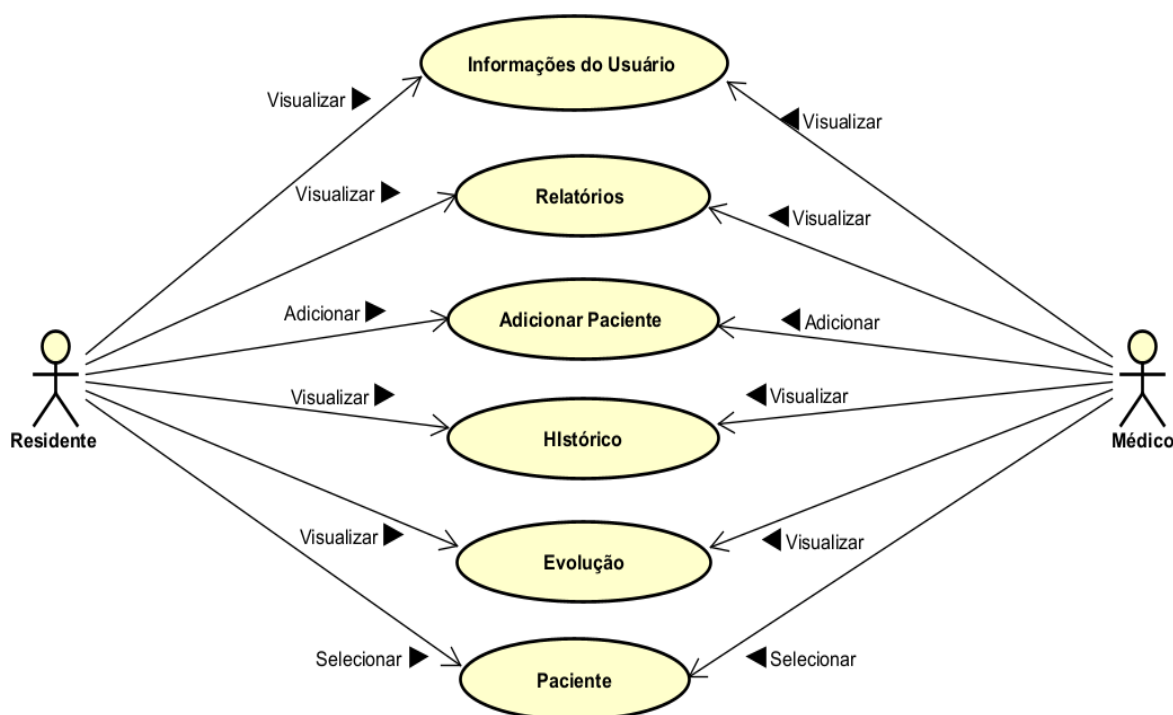 Informações do Usuário
Visualizar
Visualizar
Visualizar
Relatórios
Visualizar
Adicionar
Adicionar Paciente
Adicionar
Visualizar
Visualizar
HIstórico
Residente
Médico
Visualizar
Evolução
Visualizar
Selecionar
Paciente
Selecionar